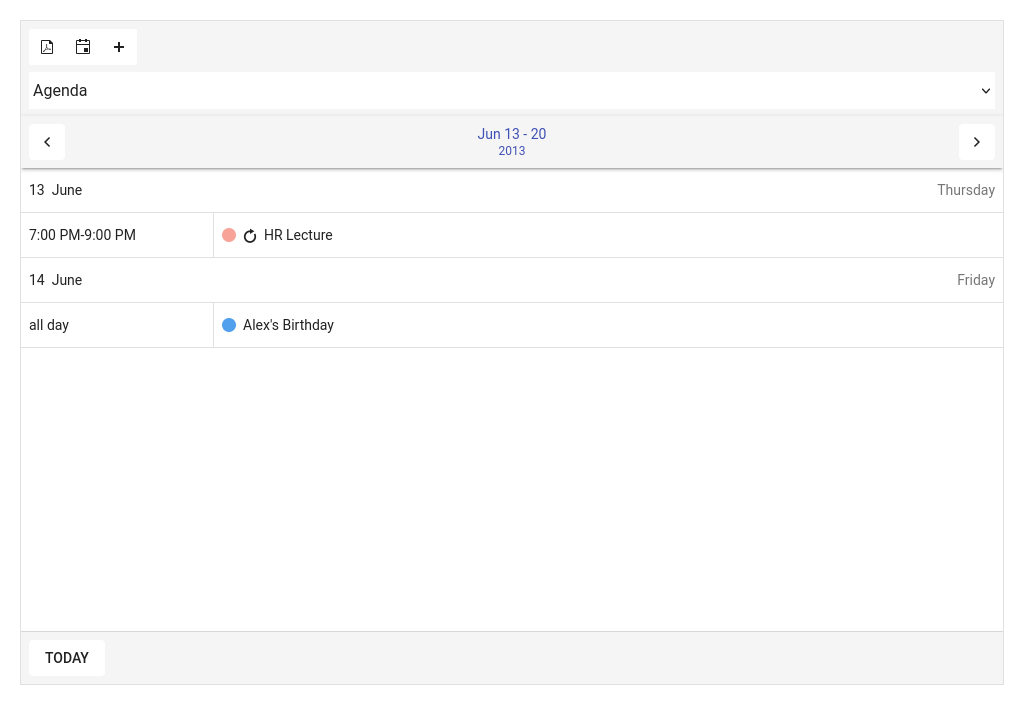 Agenda
Jun 13 - 20
2013
13 June Thursday
7:00 PM-9:00 PM HR Lecture
14 June Friday
all day Alex's Birthday
TODAY